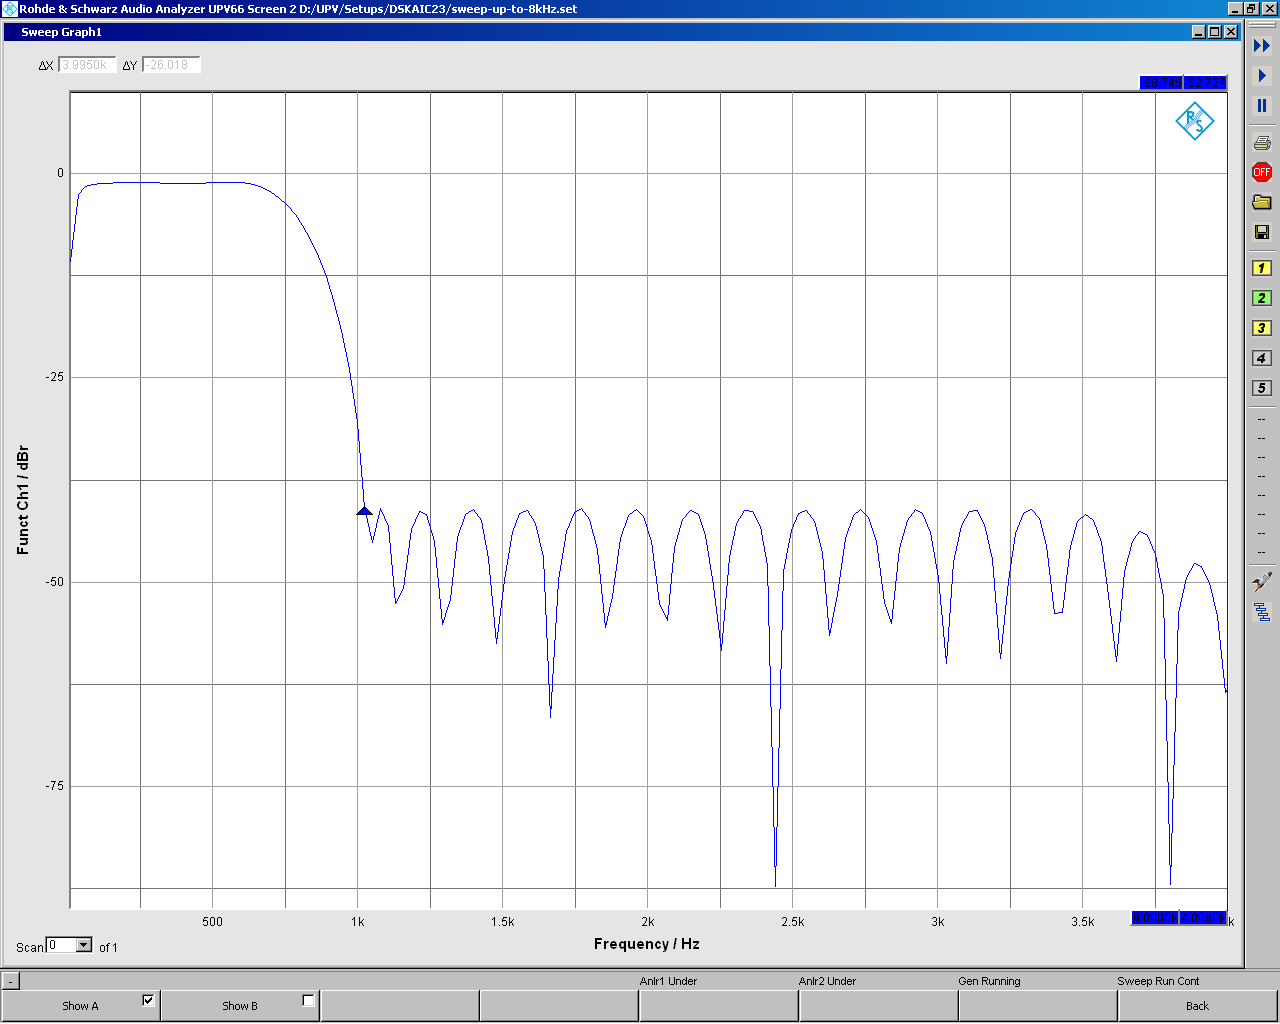 Rohde & Schwarz Audio Analyzer UPV66 Screen 2 D:/UPV/Setups/DSKAIC23/sweep-up-to-8kHz.set
Sweep Graph1
ΔX 3.9950k ΔY -26.018
R S
OFF
0
-25
-50
-75
Funct Ch1 / dBr
500 1k 1.5k 2k 2.5k 3k 3.5k k
Frequency / Hz
Scan 0 of 1
1
2
3
4
5
--
--
--
--
--
--
--
--
- Anlr1 Under Anlr2 Under Gen Running Sweep Run Cont
Show A Show B Back